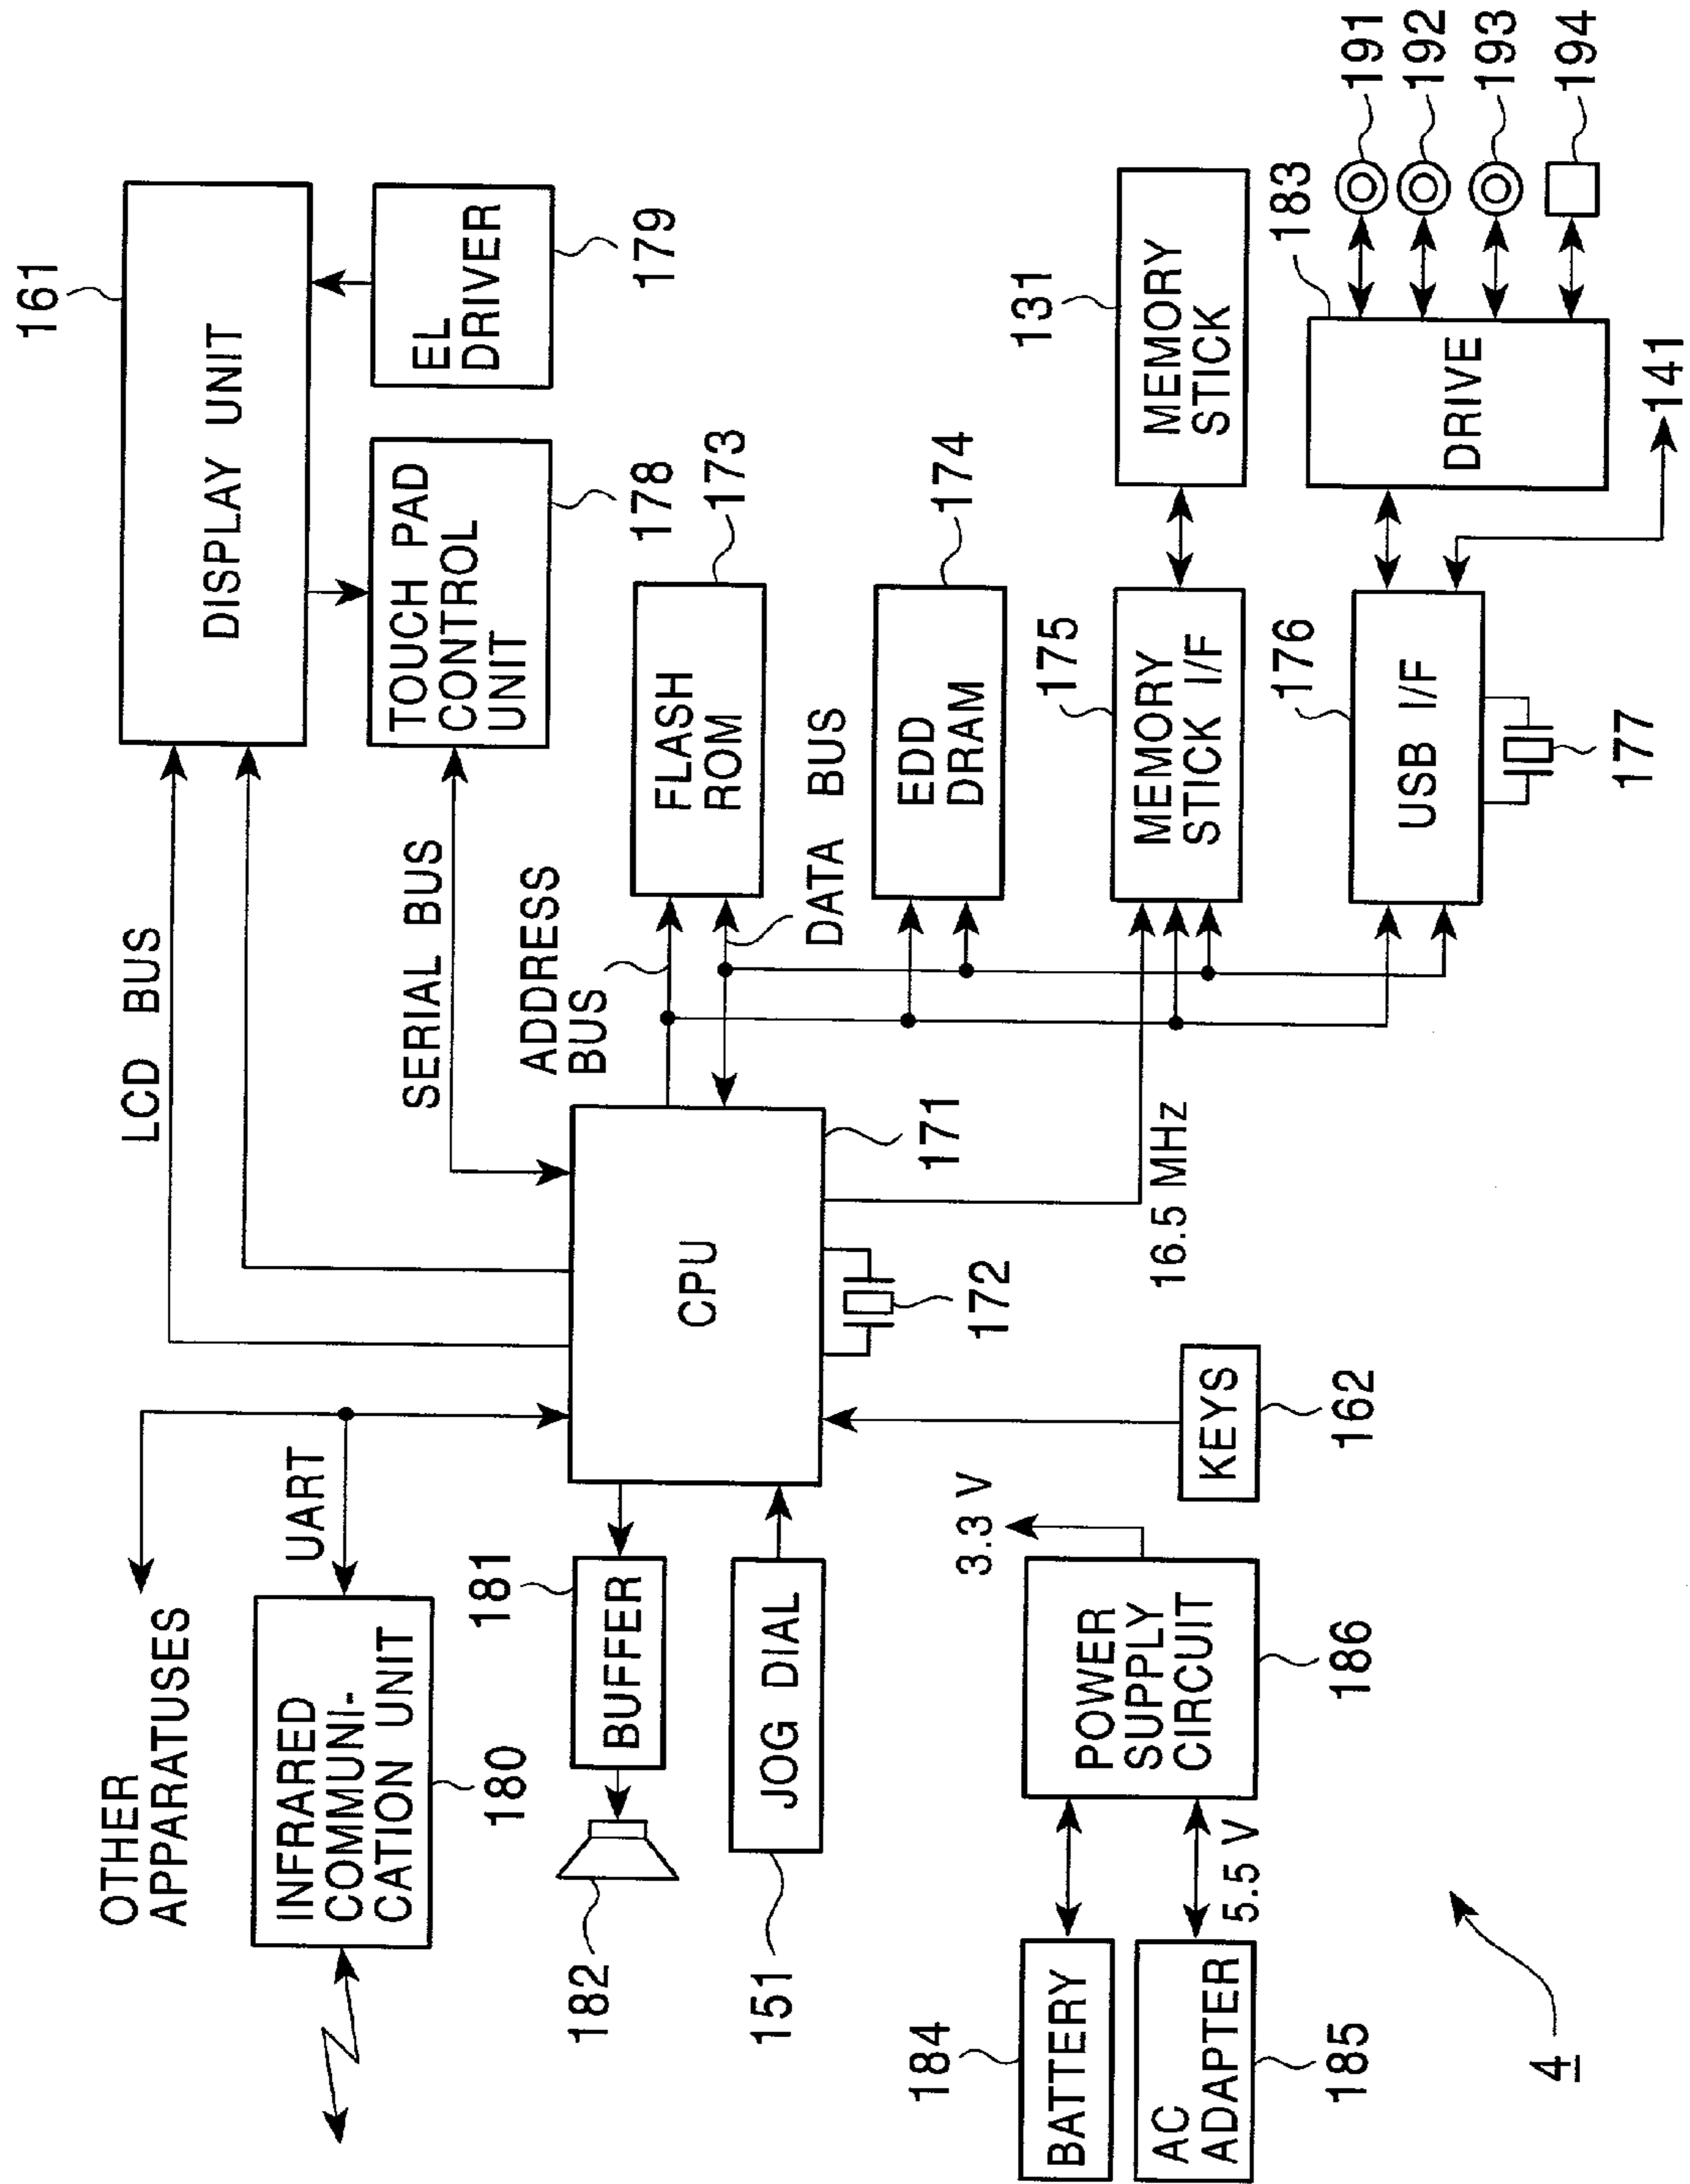 OTHER
APPARATUSES
INFRARED
COMMUNI-
CATION UNIT
180
UART
LCD BUS
161
DISPLAY UNIT
EL
DRIVER
179
TOUCH PAD
CONTROL
UNIT
178
SERIAL BUS
182
181
BUFFER
151
JOG DIAL
CPU
171
172
ADDRESS
BUS
FLASH
ROM
173
DATA BUS
EDD
DRAM
174
16.5 MHz
MEMORY
STICK I/F
175
MEMORY
STICK
131
USB I/F
176
177
DRIVE
183
191
192
193
194
141
KEYS
162
184
BATTERY
AC
ADAPTER
185
5.5 V
POWER
SUPPLY
CIRCUIT
186
3.3 V
4